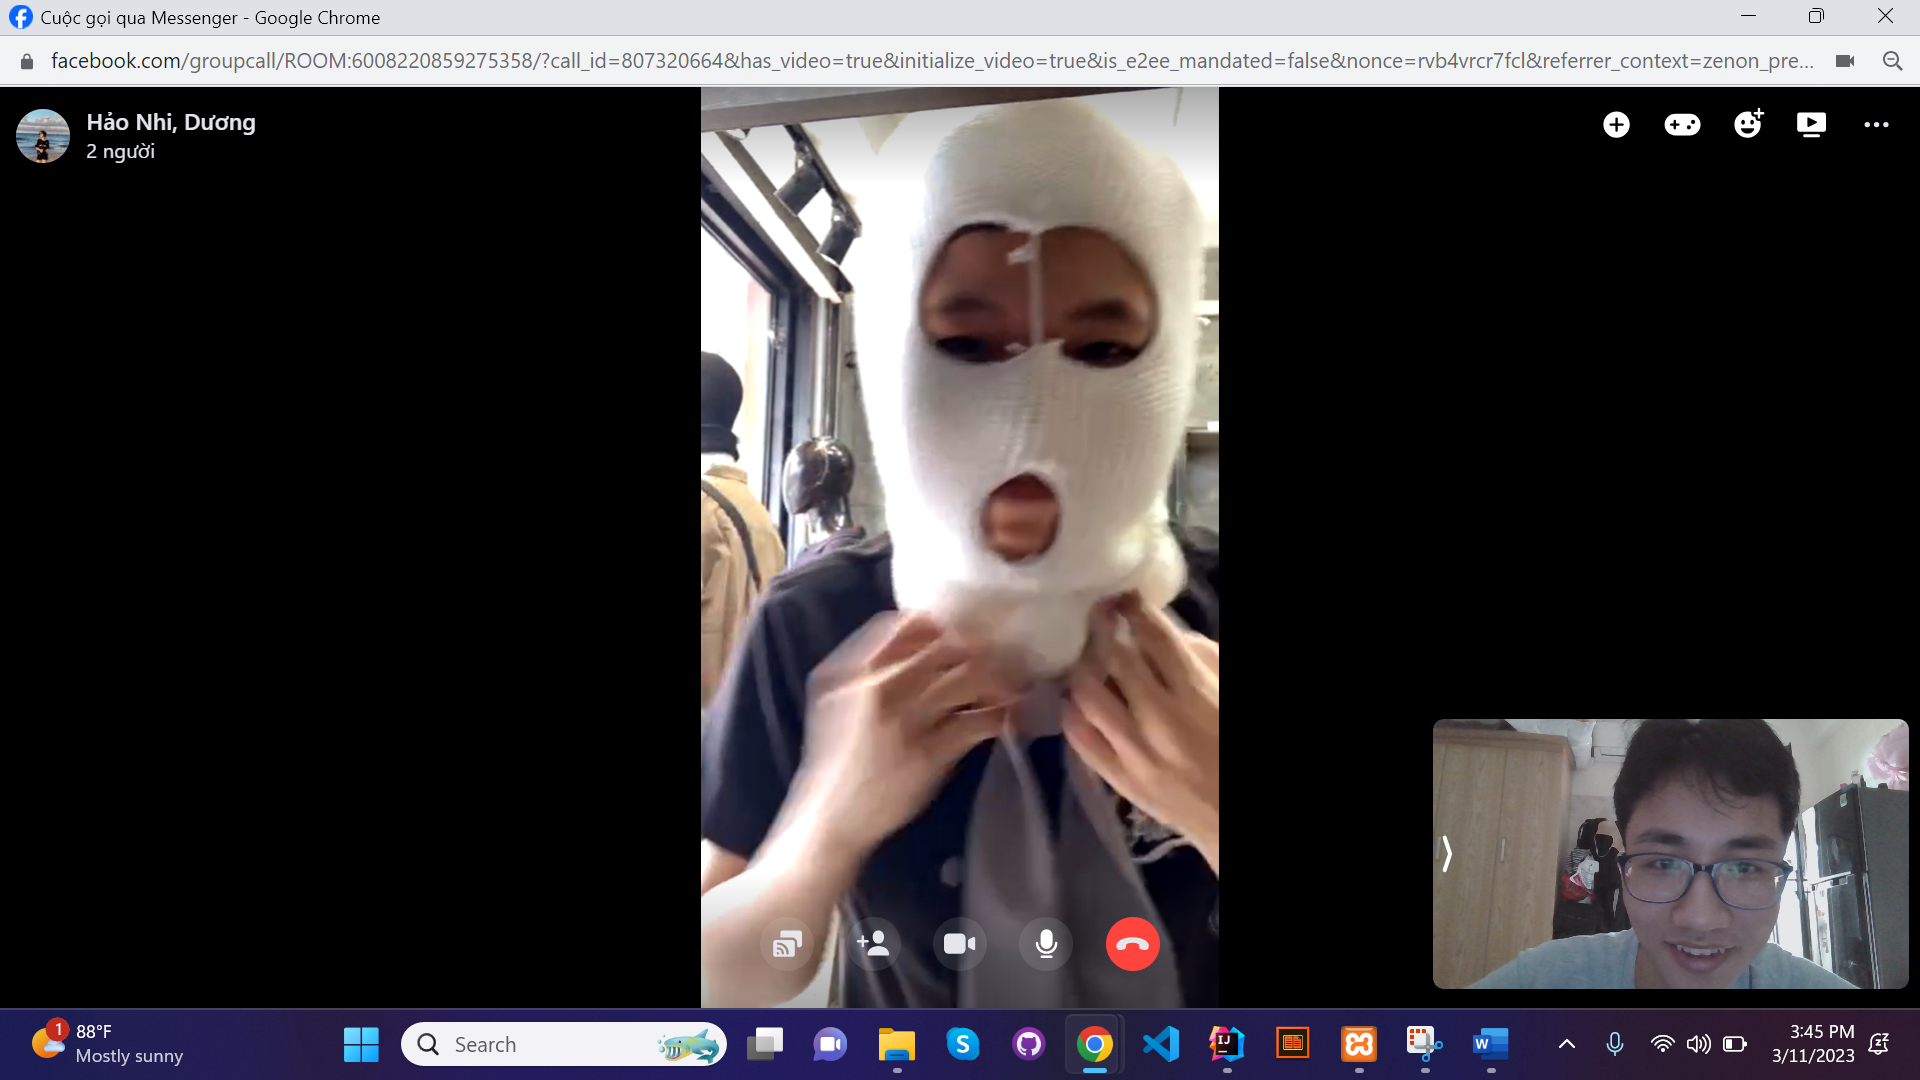 Cuộc gọi qua Messenger - Google Chrome
facebook.com/groupcall/ROOM:6008220859275358/?call_id=807320664&has_video=true&initialize_video=true&is_e2ee_mandated=false&nonce=rvb4vrcr7fcl&referrer_context=zenon_pre...
Hảo Nhi, Dương
2 người
1
88°F
Mostly sunny
Search
S
IJ
W
3:45 PM
3/11/2023